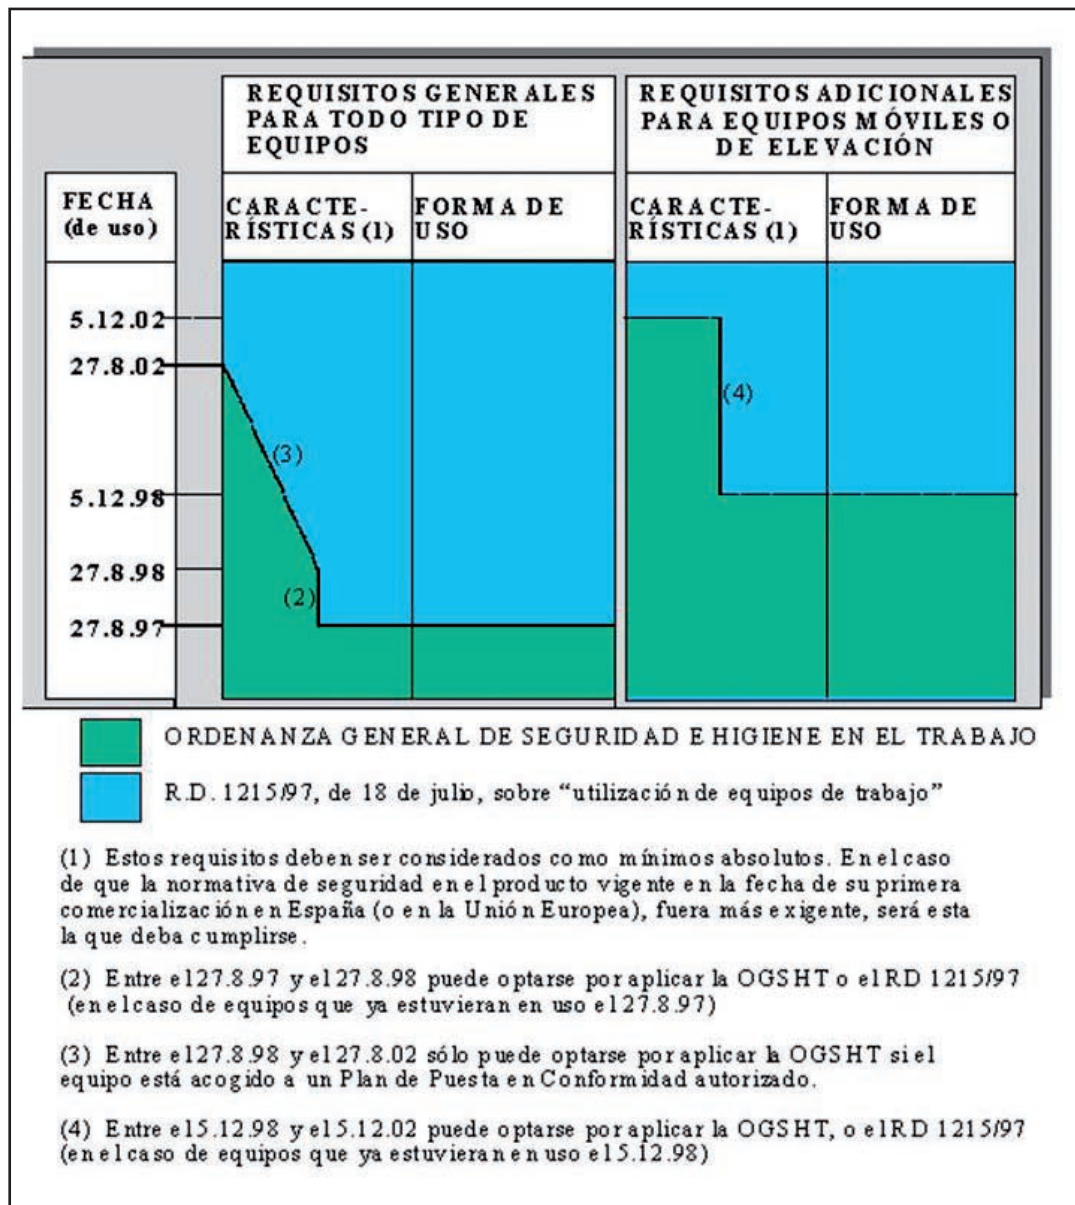 REQUISITOS GENERALES
PARA TODO TIPO DE
EQUIPOS
REQUISITOS ADICIONALES
PARA EQUIPOS MÓVILES O
DE ELEVACIÓN
FECHA
(de uso)
CARACTE-
RÍSTICAS (1)
FORMA DE
USO
CARACTE-
RÍSTICAS (1)
FORMA DE
USO
5.12.02
27.8.02
(4)
(3)
5.12.98
27.8.98
(2)
27.8.97
ORDENANZA GENERAL DE SEGURIDAD E HIGIENE EN EL TRABAJO
R.D. 1215/97, de 18 de julio, sobre “utilización de equipos de trabajo”
(1) Estos requisitos deben ser considerados como mínimos absolutos. En el caso
de que la normativa de seguridad en el producto vigente en la fecha de su primera
comercialización en España (o en la Unión Europea), fuera más exigente, será esta
la que deba cumplirse.
(2) Entre el 27.8.97 y el 27.8.98 puede optarse por aplicar la OGSHT o el RD 1215/97
(en el caso de equipos que ya estuvieran en uso el 27.8.97)
(3) Entre el 27.8.98 y el 27.8.02 sólo puede optarse por aplicar la OGSHT si el
equipo está acogido a un Plan de Puesta en Conformidad autorizado.
(4) Entre el 5.12.98 y el 5.12.02 puede optarse por aplicar la OGSHT, o el RD 1215/97
(en el caso de equipos que ya estuvieran en uso el 5.12.98)